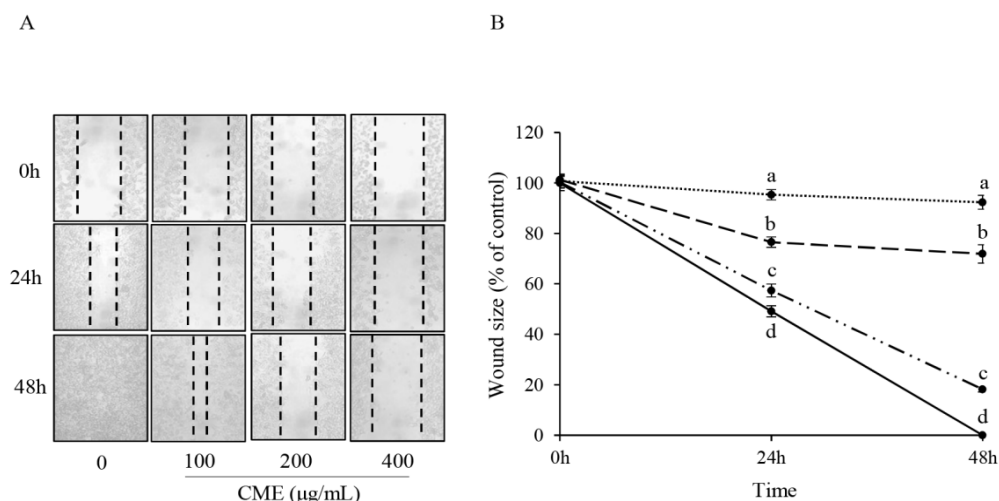 A
B
0h
24h
48h
0 100 200 400
CME (μg/mL)
Wound size (% of control)
120
100
80
60
40
20
0
a
a
b
b
c
d
c
d
0h 24h 48h
Time